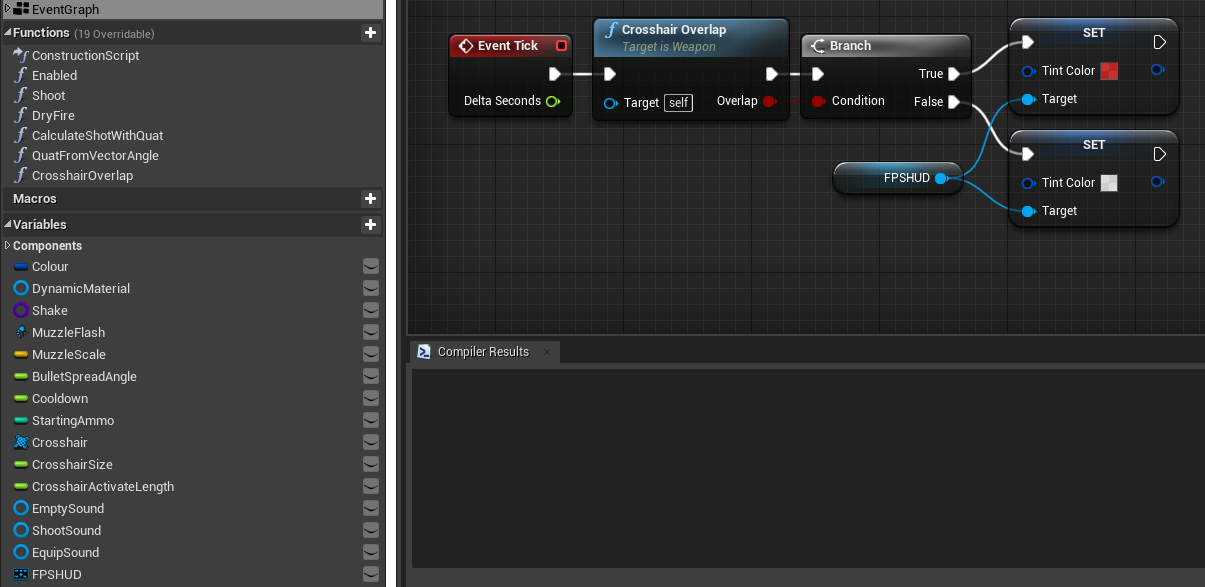 EventGraph
Functions (19 Overridable)
ConstructionScript
Enabled
Shoot
DryFire
CalculateShotWithQuat
QuatFromVectorAngle
CrosshairOverlap
Macros
Variables
Components
Colour
DynamicMaterial
Shake
MuzzleFlash
MuzzleScale
BulletSpreadAngle
Cooldown
StartingAmmo
Crosshair
CrosshairSize
CrosshairActivateLength
EmptySound
ShootSound
EquipSound
FPSHUD
Event Tick
Delta Seconds
Crosshair Overlap
Target is Weapon
Target self Overlap
Branch
True
Condition False
SET
Tint Color
Target
FPSHUD
SET
Tint Color
Target
Compiler Results